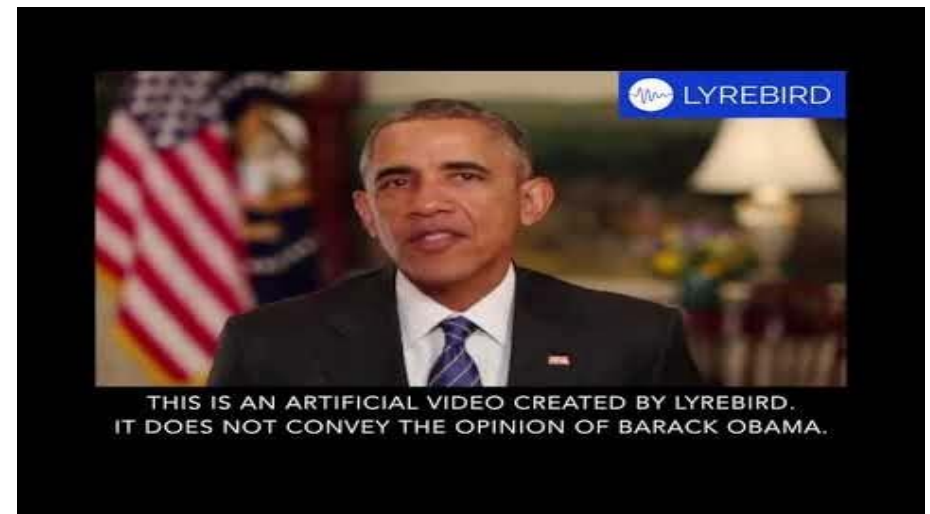 LYREBIRD
THIS IS AN ARTIFICIAL VIDEO CREATED BY LYREBIRD.
IT DOES NOT CONVEY THE OPINION OF BARACK OBAMA.